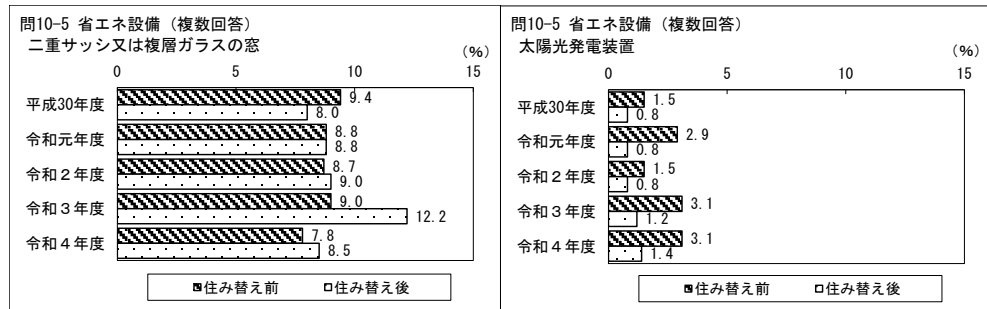 問10-5 省エネ設備（複数回答）
二重サッシ又は複層ガラスの窓
（%）
0 5 10 15
平成30年度 9.4
8.0
令和元年度 8.8
8.8
令和２年度 8.7
9.0
令和３年度 9.0
12.2
令和４年度 7.8
8.5
住み替え前 住み替え後
問10-5 省エネ設備（複数回答）
太陽光発電装置
（%）
0 5 10 15
平成30年度 1.5
0.8
令和元年度 2.9
0.8
令和２年度 1.5
0.8
令和３年度 3.1
1.2
令和４年度 3.1
1.4
住み替え前 住み替え後